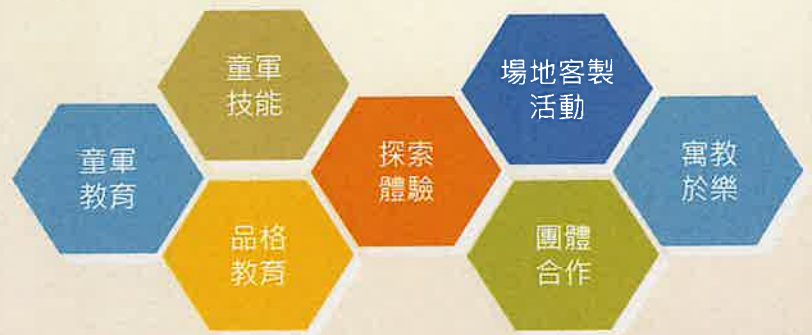 童軍
教育
童軍
技能
品格
教育
探索
體驗
場地客製
活動
團體
合作
寓教
於樂